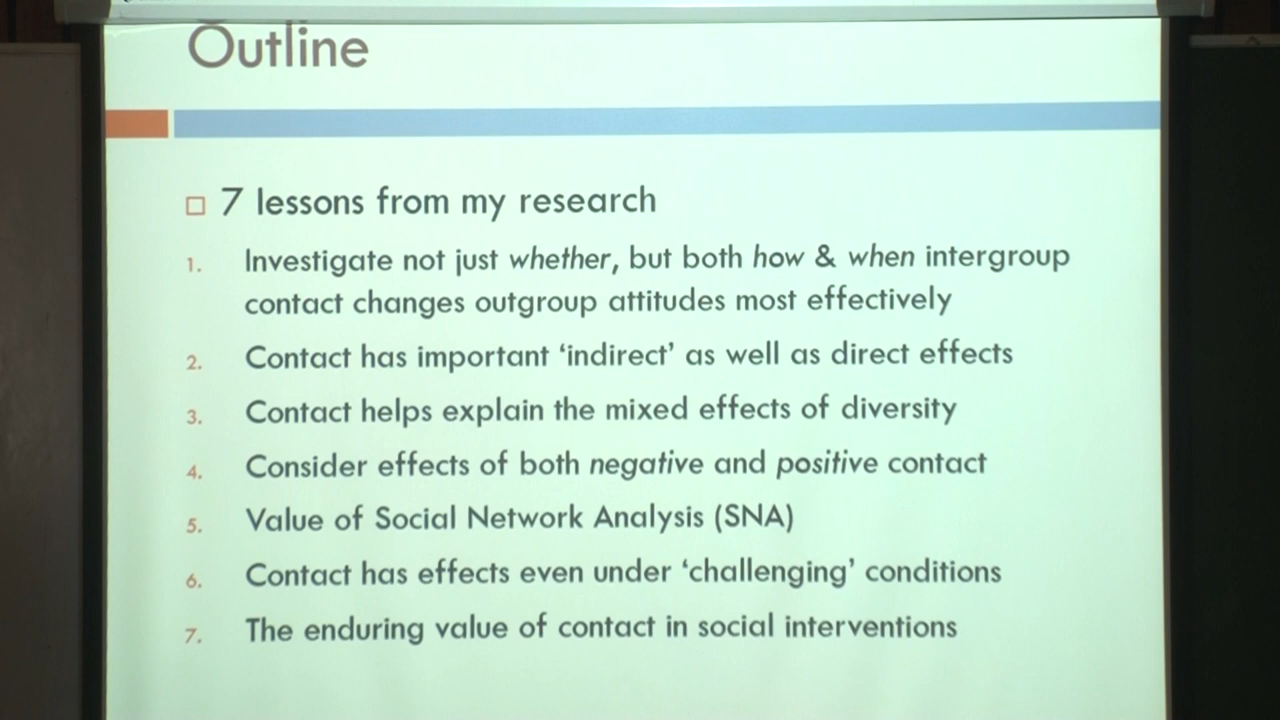 Outline
7 lessons from my research
1. Investigate not just whether, but both how & when intergroup
contact changes outgroup attitudes most effectively
2. Contact has important ‘indirect’ as well as direct effects
3. Contact helps explain the mixed effects of diversity
4. Consider effects of both negative and positive contact
5. Value of Social Network Analysis (SNA)
6. Contact has effects even under ‘challenging’ conditions
7. The enduring value of contact in social interventions